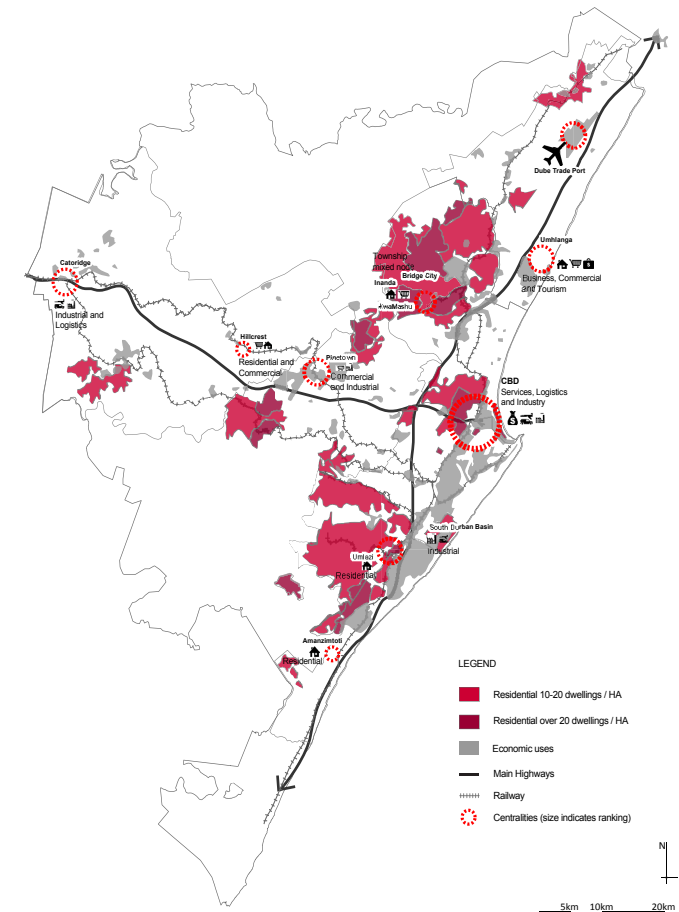 Dube Trade Port
Umhlanga
Business, Commercial
and Tourism
Township
mixed node
Bridge City
Inanda
KwaMashu
Catoridge
Industrial and
Logistics
Hillcrest
Residential and
Commercial
Pinetown
Commercial
and Industrial
CBD
Services, Logistics
and Industry
South Durban Basin
industrial
Umlazi
Residential
Amanzimtoti
Residential
LEGEND
Residential 10-20 dwellings / HA
Residential over 20 dwellings / HA
Economic uses
Main Highways
Railway
Centralities (size indicates ranking)
N
5km 10km 20km